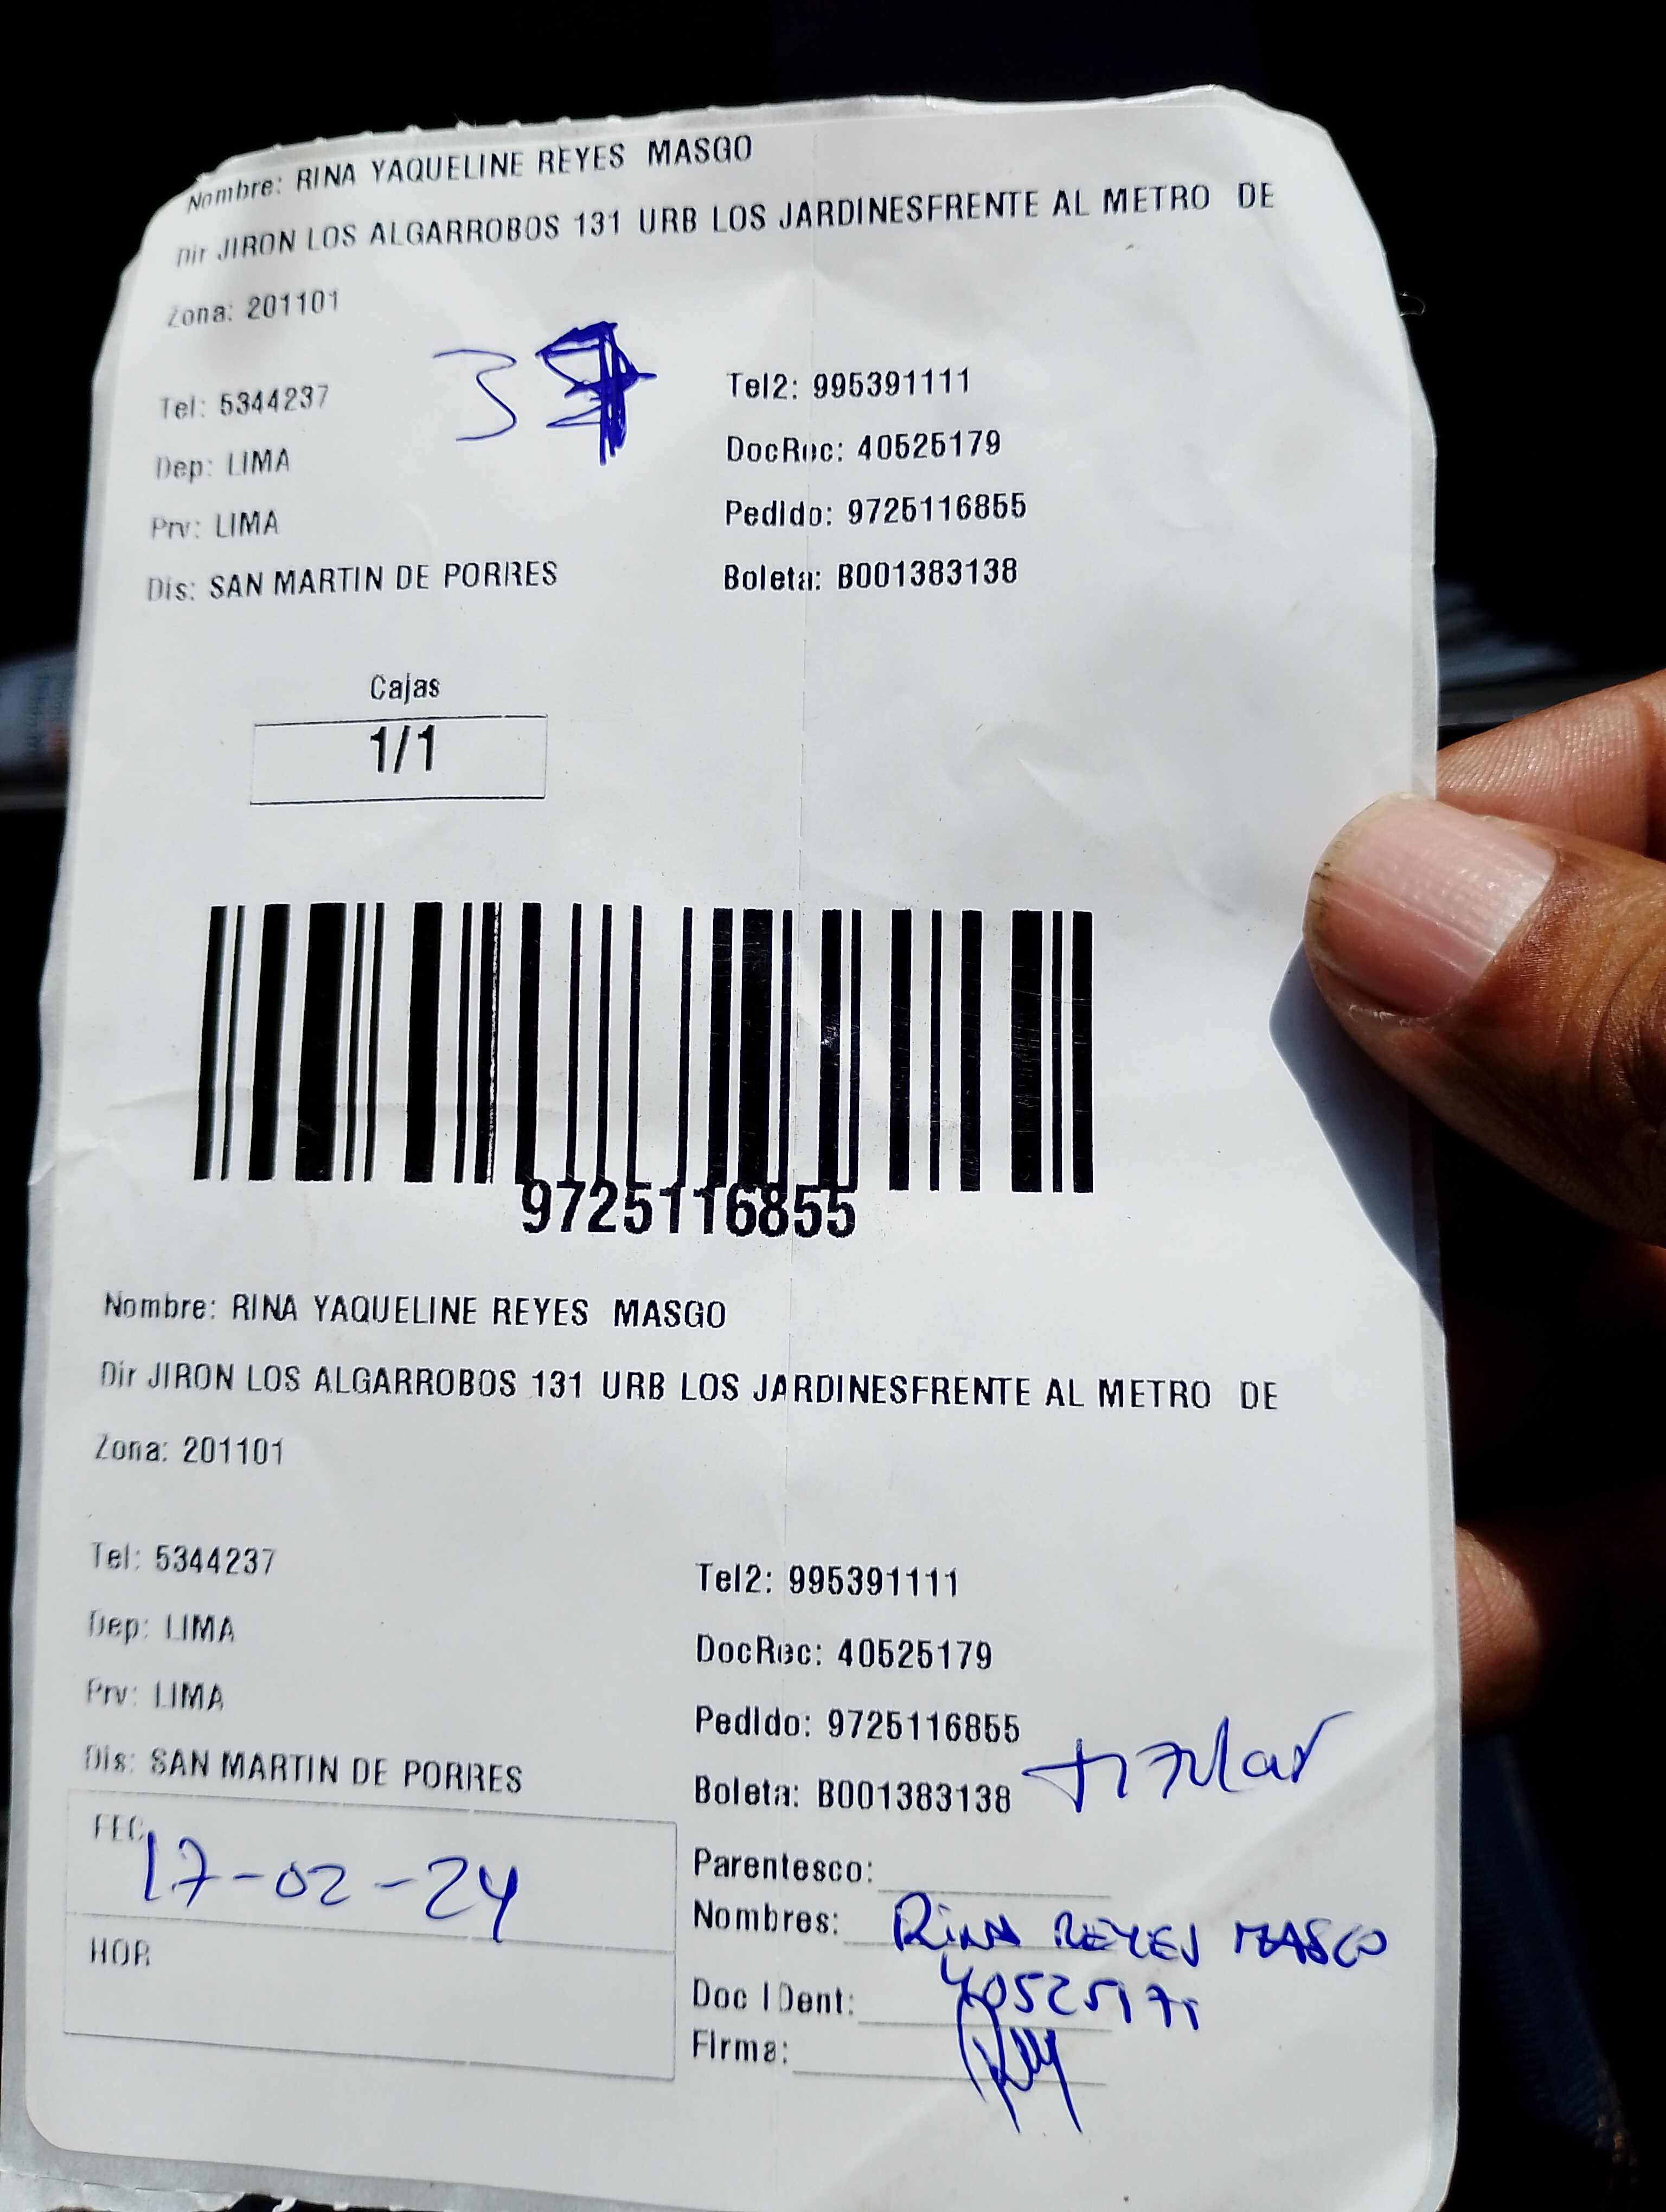 Nombre: RINA YAQUELINE REYES MASGO
Dir JIRON LOS ALGARROBOS 131 URB LOS JARDINESFRENTE AL METRO DE
Zona: 201101
3
Tel: 5344237 Tel2: 995391111
Dep: LIMA DocRec: 40525179
Prv: LIMA Pedido: 9725116855
Dis: SAN MARTIN DE PORRES Boleta: B001383138
Cajas
1/1
9725116855
Nombre: RINA YAQUELINE REYES MASGO
Dir JIRON LOS ALGARROBOS 131 URB LOS JARDINESFRENTE AL METRO DE
Zona: 201101
Tel: 5344237 Tel2: 995391111
Dep: LIMA DocRec: 40525179
Prv: LIMA Pedido: 9725116855
Dis: SAN MARTIN DE PORRES Boleta: B001383138 titular
FEC 17-02-24
HOR
Parentesco:
Nombres: RINA REYES MASGO
Doc IDent: 40525179
Firma: